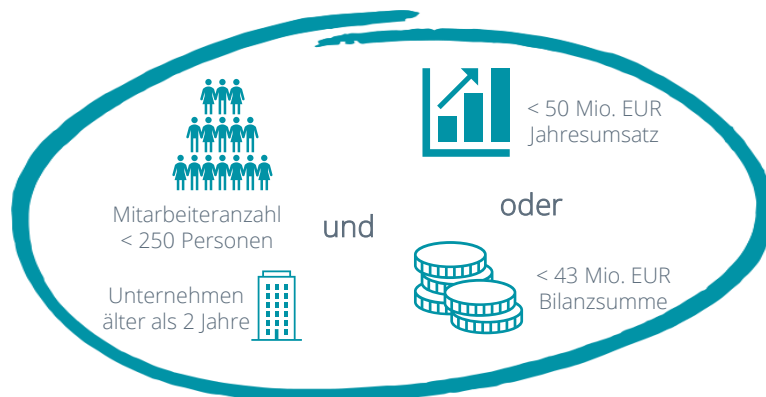 Mitarbeiteranzahl
< 250 Personen
Unternehmen
älter als 2 Jahre
und
< 50 Mio. EUR
Jahresumsatz
oder
< 43 Mio. EUR
Bilanzsumme